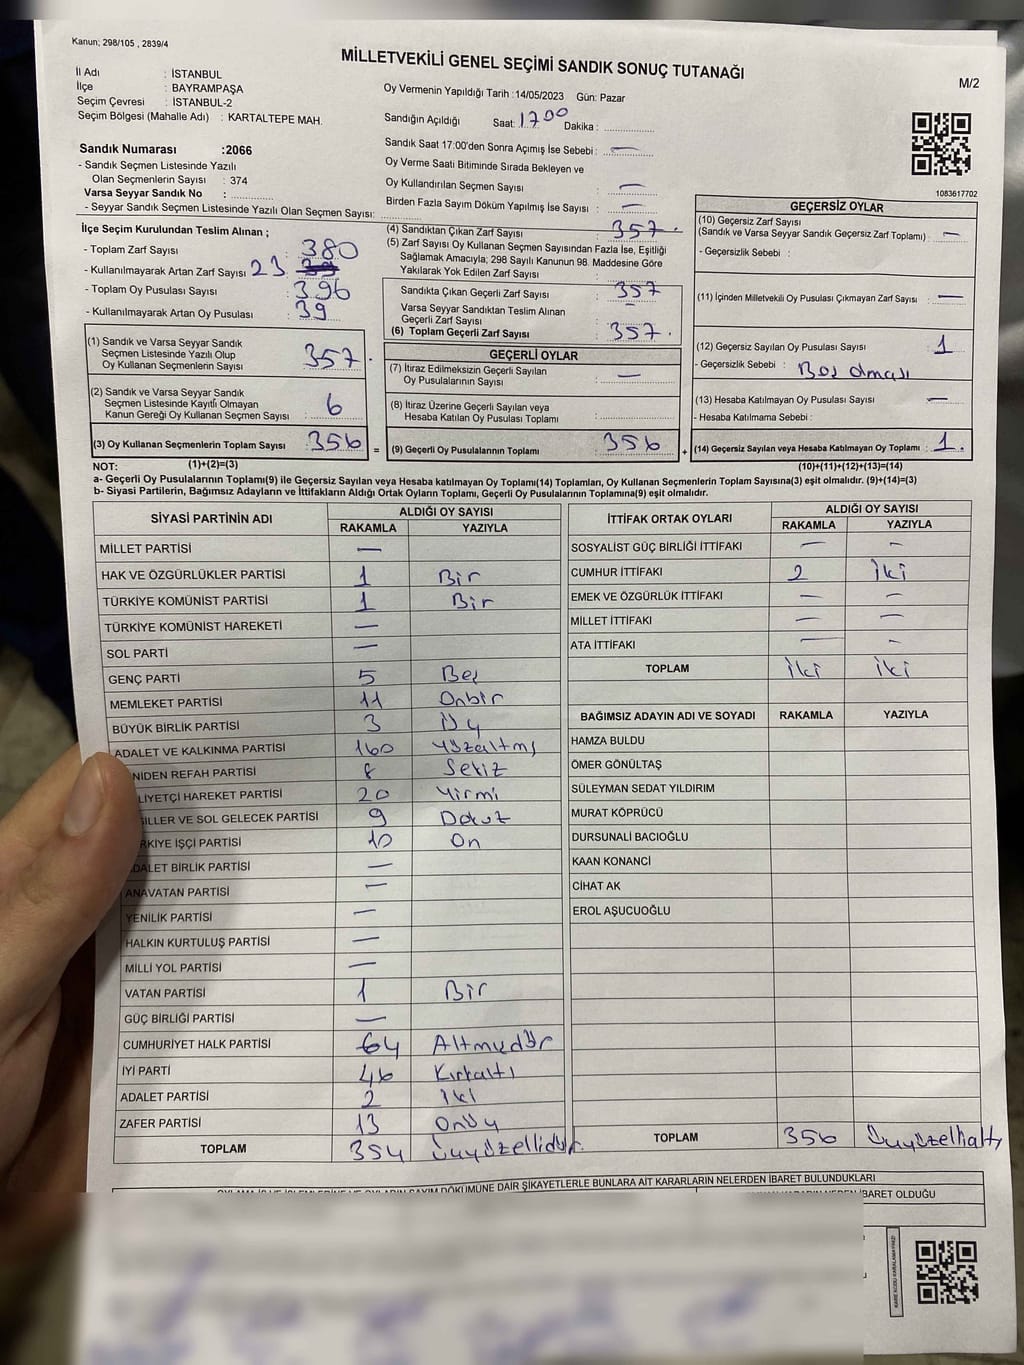 Kanun; 298/105 , 2839/4
MİLLETVEKİLİ GENEL SEÇİMİ SANDIK SONUÇ TUTANAĞI
M/2
İl Adı : İSTANBUL
İlçe : BAYRAMPAŞA
Seçim Çevresi : İSTANBUL-2
Seçim Bölgesi (Mahalle Adı) : KARTALTEPE MAH.
Oy Vermenin Yapıldığı Tarih :14/05/2023 Gün: Pazar
Sandığın Açıldığı Saat: 17 00 Dakika :
Sandık Saat 17:00'den Sonra Açımış İse Sebebi : —
Oy Verme Saati Bitiminde Sırada Bekleyen ve
Oy Kullandırılan Seçmen Sayısı : —
Birden Fazla Sayım Döküm Yapılmış İse Sayısı : —
Sandık Numarası :2066
- Sandık Seçmen Listesinde Yazılı
Olan Seçmenlerin Sayısı : 374
Varsa Seyyar Sandık No :
- Seyyar Sandık Seçmen Listesinde Yazılı Olan Seçmen Sayısı:
1083617702
İlçe Seçim Kurulundan Teslim Alınan ;
- Toplam Zarf Sayısı : 380
- Kullanılmayarak Artan Zarf Sayısı : 23
- Toplam Oy Pusulası Sayısı : 396
- Kullanılmayarak Artan Oy Pusulası : 39
(1) Sandık ve Varsa Seyyar Sandık
Seçmen Listesinde Yazılı Olup
Oy Kullanan Seçmenlerin Sayısı : 357.
(2) Sandık ve Varsa Seyyar Sandık
Seçmen Listesinde Kayıtlı Olmayan
Kanun Gereği Oy Kullanan Seçmen Sayısı : 6
(3) Oy Kullanan Seçmenlerin Toplam Sayısı : 356 =
(1)+(2)=(3)
(4) Sandıktan Çıkan Zarf Sayısı : 357.
(5) Zarf Sayısı Oy Kullanan Seçmen Sayısından Fazla İse, Eşitliği
Sağlamak Amacıyla; 298 Sayılı Kanunun 98. Maddesine Göre
Yakılarak Yok Edilen Zarf Sayısı :
Sandıkta Çıkan Geçerli Zarf Sayısı : 357
Varsa Seyyar Sandıktan Teslim Alınan
Geçerli Zarf Sayısı : —
(6) Toplam Geçerli Zarf Sayısı : 357.
GEÇERLİ OYLAR
(7) İtiraz Edilmeksizin Geçerli Sayılan
Oy Pusulalarının Sayısı : —
(8) İtiraz Üzerine Geçerli Sayılan veya
Hesaba Katılan Oy Pusulası Toplamı :
(9) Geçerli Oy Pusulalarının Toplamı : 356 +
GEÇERSİZ OYLAR
(10) Geçersiz Zarf Sayısı
(Sandık ve Varsa Seyyar Sandık Geçersiz Zarf Toplamı) : —
- Geçersizlik Sebebi :
(11) İçinden Milletvekili Oy Pusulası Çıkmayan Zarf Sayısı : —
(12) Geçersiz Sayılan Oy Pusulası Sayısı : 1
- Geçersizlik Sebebi : Boş olması
(13) Hesaba Katılmayan Oy Pusulası Sayısı : —
- Hesaba Katılmama Sebebi :
(14) Geçersiz Sayılan veya Hesaba Katılmayan Oy Toplamı : 1.
(10)+(11)+(12)+(13)=(14)
NOT:
a- Geçerli Oy Pusulalarının Toplamı(9) ile Geçersiz Sayılan veya Hesaba katılmayan Oy Toplamı(14) Toplamları, Oy Kullanan Seçmenlerin Toplam Sayısına(3) eşit olmalıdır. (9)+(14)=(3)
b- Siyasi Partilerin, Bağımsız Adayların ve İttifakların Aldığı Ortak Oyların Toplamı, Geçerli Oy Pusulalarının Toplamına(9) eşit olmalıdır.
SİYASİ PARTİNİN ADI ALDIĞI OY SAYISI
RAKAMLA YAZIYLA
MİLLET PARTİSİ —
HAK VE ÖZGÜRLÜKLER PARTİSİ 1 Bir
TÜRKİYE KOMÜNİST PARTİSİ 1 Bir
TÜRKİYE KOMÜNİST HAREKETİ —
SOL PARTİ —
GENÇ PARTİ 5 Beş
MEMLEKET PARTİSİ 11 Onbir
BÜYÜK BİRLİK PARTİSİ 3 Üç
ADALET VE KALKINMA PARTİSİ 160 Yüzaltmş
NİDEN REFAH PARTİSİ 8 Sekiz
LİYETÇİ HAREKET PARTİSİ 20 Yirmi
ŞİLLER VE SOL GELECEK PARTİSİ 9 Dokuz
RKİYE İŞÇİ PARTİSİ 10 On
DALET BİRLİK PARTİSİ —
ANAVATAN PARTİSİ —
YENİLİK PARTİSİ —
HALKIN KURTULUŞ PARTİSİ —
MİLLİ YOL PARTİSİ —
VATAN PARTİSİ 1 Bir
GÜÇ BİRLİĞİ PARTİSİ —
CUMHURİYET HALK PARTİSİ 64 Altmıdör
İYİ PARTİ 46 Kırkaltı
ADALET PARTİSİ 2 İki
ZAFER PARTİSİ 13 Onüç
TOPLAM 354 Üçyüzellidör.
İTTİFAK ORTAK OYLARI ALDIĞI OY SAYISI
RAKAMLA YAZIYLA
SOSYALİST GÜÇ BİRLİĞİ İTTİFAKI — —
CUMHUR İTTİFAKI 2 İki
EMEK VE ÖZGÜRLÜK İTTİFAKI — —
MİLLET İTTİFAKI — —
ATA İTTİFAKI — —
TOPLAM İki İki
BAĞIMSIZ ADAYIN ADI VE SOYADI RAKAMLA YAZIYLA
HAMZA BULDU
ÖMER GÖNÜLTAŞ
SÜLEYMAN SEDAT YILDIRIM
MURAT KÖPRÜCÜ
DURSUNALİ BACIOĞLU
KAAN KONANCİ
CİHAT AK
EROL AŞUCUOĞLU
TOPLAM 356 Üçyüzellialtı
OYLAMA İŞ VE İŞLEMLERİNE VE OYLARIN SAYIM DÖKÜMÜNE DAİR ŞİKAYETLERLE BUNLARA AİT KARARLARIN NELERDEN İBARET BULUNDUKLARI
İBARET OLDUĞU